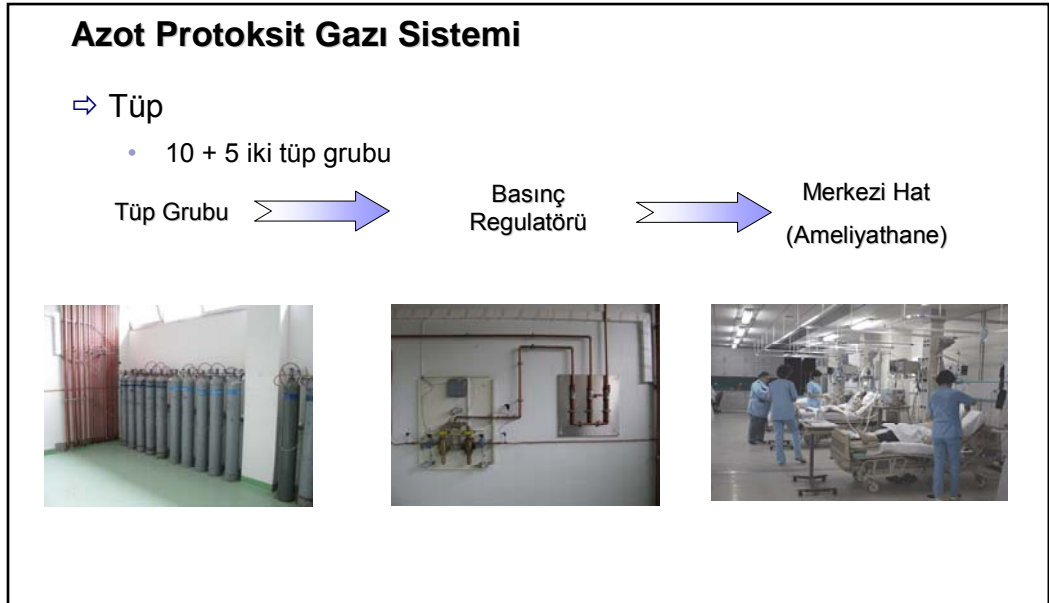 Azot Protoksit Gazı Sistemi
⇨ Tüp
• 10 + 5 iki tüp grubu
Tüp Grubu
Basınç
Regulatörü
Merkezi Hat
(Ameliyathane)